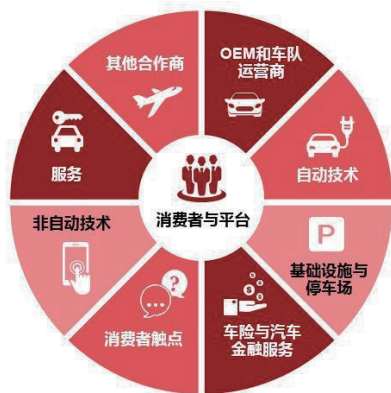 其他合作商
OEM和车队
运营商
服务
自动技术
消费者与平台
非自动技术
P
基础设施与
停车场
?
消费者触点
$
$
$
车险与汽车
金融服务